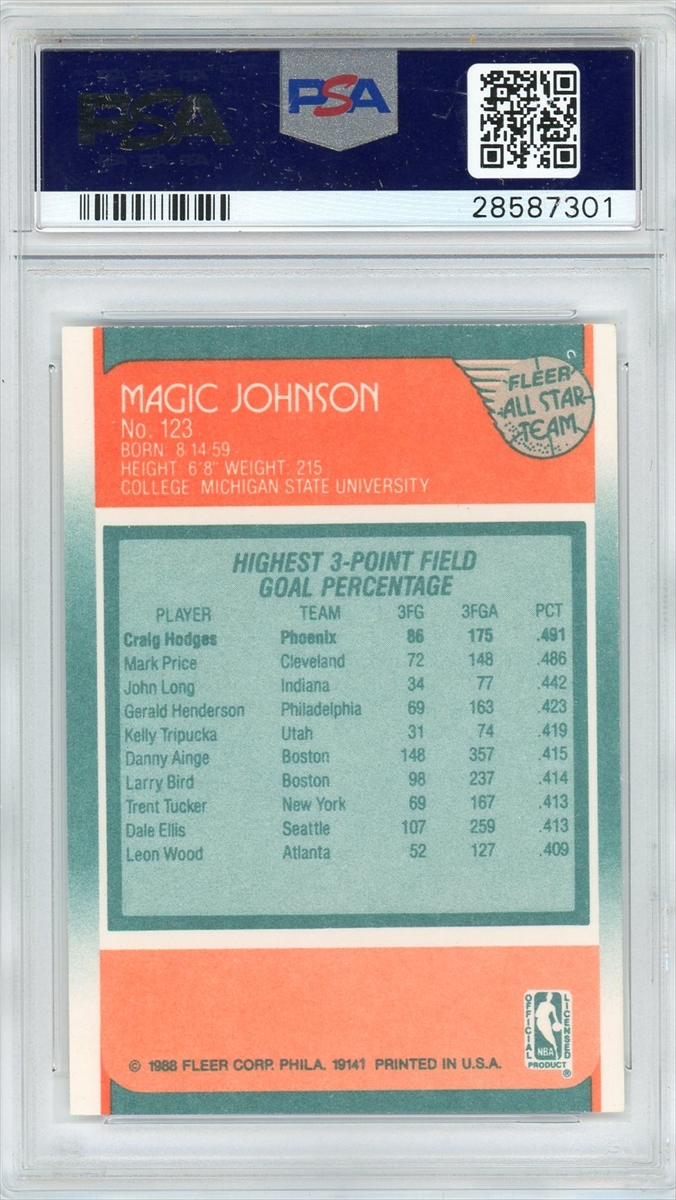 PSA
PSA
28587301
FLEER
ALL STAR
TEAM
MAGIC JOHNSON
No. 123
BORN: 8-14-59
HEIGHT: 6'8" WEIGHT: 215
COLLEGE: MICHIGAN STATE UNIVERSITY
HIGHEST 3-POINT FIELD
GOAL PERCENTAGE
PLAYER TEAM 3FG 3FGA PCT
Craig Hodges Phoenix 86 175 .491
Mark Price Cleveland 72 148 .486
John Long Indiana 34 77 .442
Gerald Henderson Philadelphia 69 163 .423
Kelly Tripucka Utah 31 74 .419
Danny Ainge Boston 148 357 .415
Larry Bird Boston 98 237 .414
Trent Tucker New York 69 167 .413
Dale Ellis Seattle 107 259 .413
Leon Wood Atlanta 52 127 .409
OFFICIAL LICENSED
NBA
PRODUCT ®
© 1988 FLEER CORP. PHILA. 19141 PRINTED IN U.S.A.